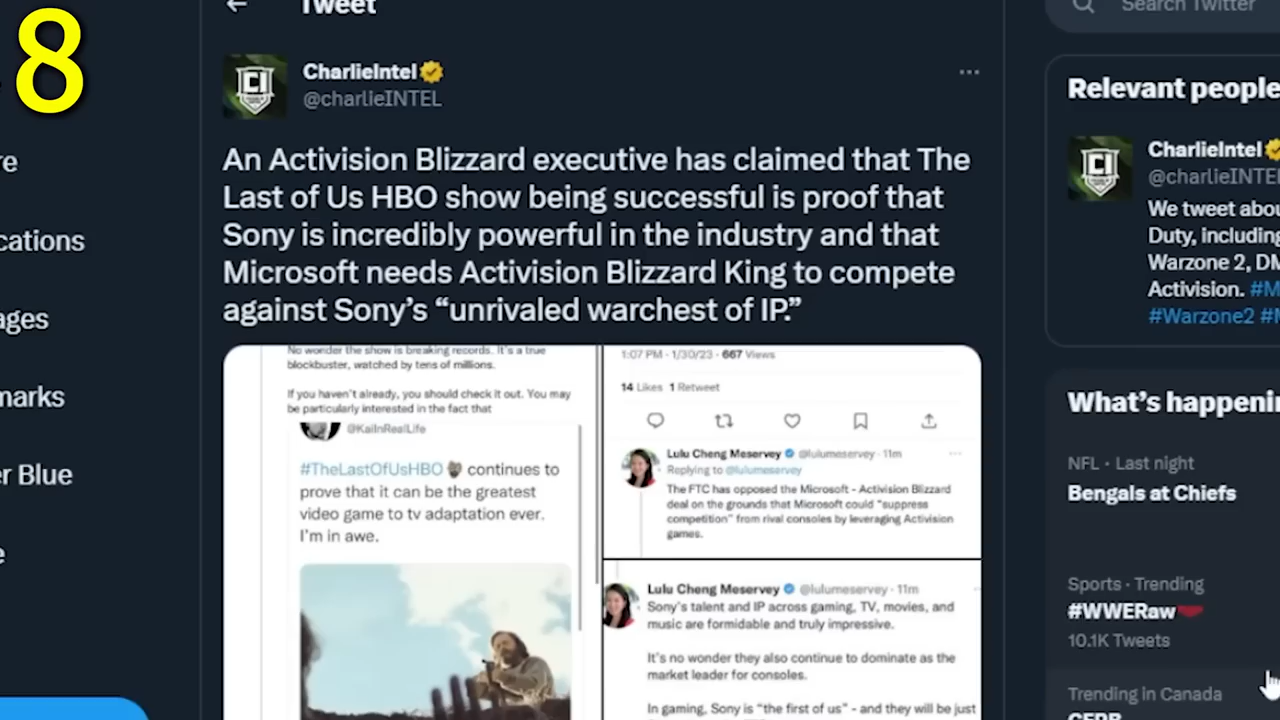 8
Tweet
Search Twitter
CharlieIntel
@charlieINTEL
An Activision Blizzard executive has claimed that The
Last of Us HBO show being successful is proof that
Sony is incredibly powerful in the industry and that
Microsoft needs Activision Blizzard King to compete
against Sony's “unrivaled warchest of IP.”
No wonder the show is breaking records. It's a true
blockbuster, watched by tens of millions.
If you haven't already, you should check it out. You may
be particularly interested in the fact that
@KaiInRealLife
#TheLastOfUsHBO continues to
prove that it can be the greatest
video game to tv adaptation ever.
I'm in awe.
1:07 PM · 1/30/23 · 667 Views
14 Likes 1 Retweet
Lulu Cheng Meservey @lulumeservey · 11m
Replying to @lulumeservey
The FTC has opposed the Microsoft - Activision Blizzard
deal on the grounds that Microsoft could “suppress
competition” from rival consoles by leveraging Activision
games.
Lulu Cheng Meservey @lulumeservey · 11m
Sony's talent and IP across gaming, TV, movies, and
music are formidable and truly impressive.
It's no wonder they also continue to dominate as the
market leader for consoles.
In gaming, Sony is “the first of us” - and they will be just
Relevant people
CharlieIntel
@charlieINTEL
We tweet abou
Duty, including
Warzone 2, DM
Activision. #M
#Warzone2 #M
What's happenin
NFL · Last night
Bengals at Chiefs
Sports · Trending
#WWERaw
10.1K Tweets
Trending in Canada
re
cations
ages
marks
er Blue
e